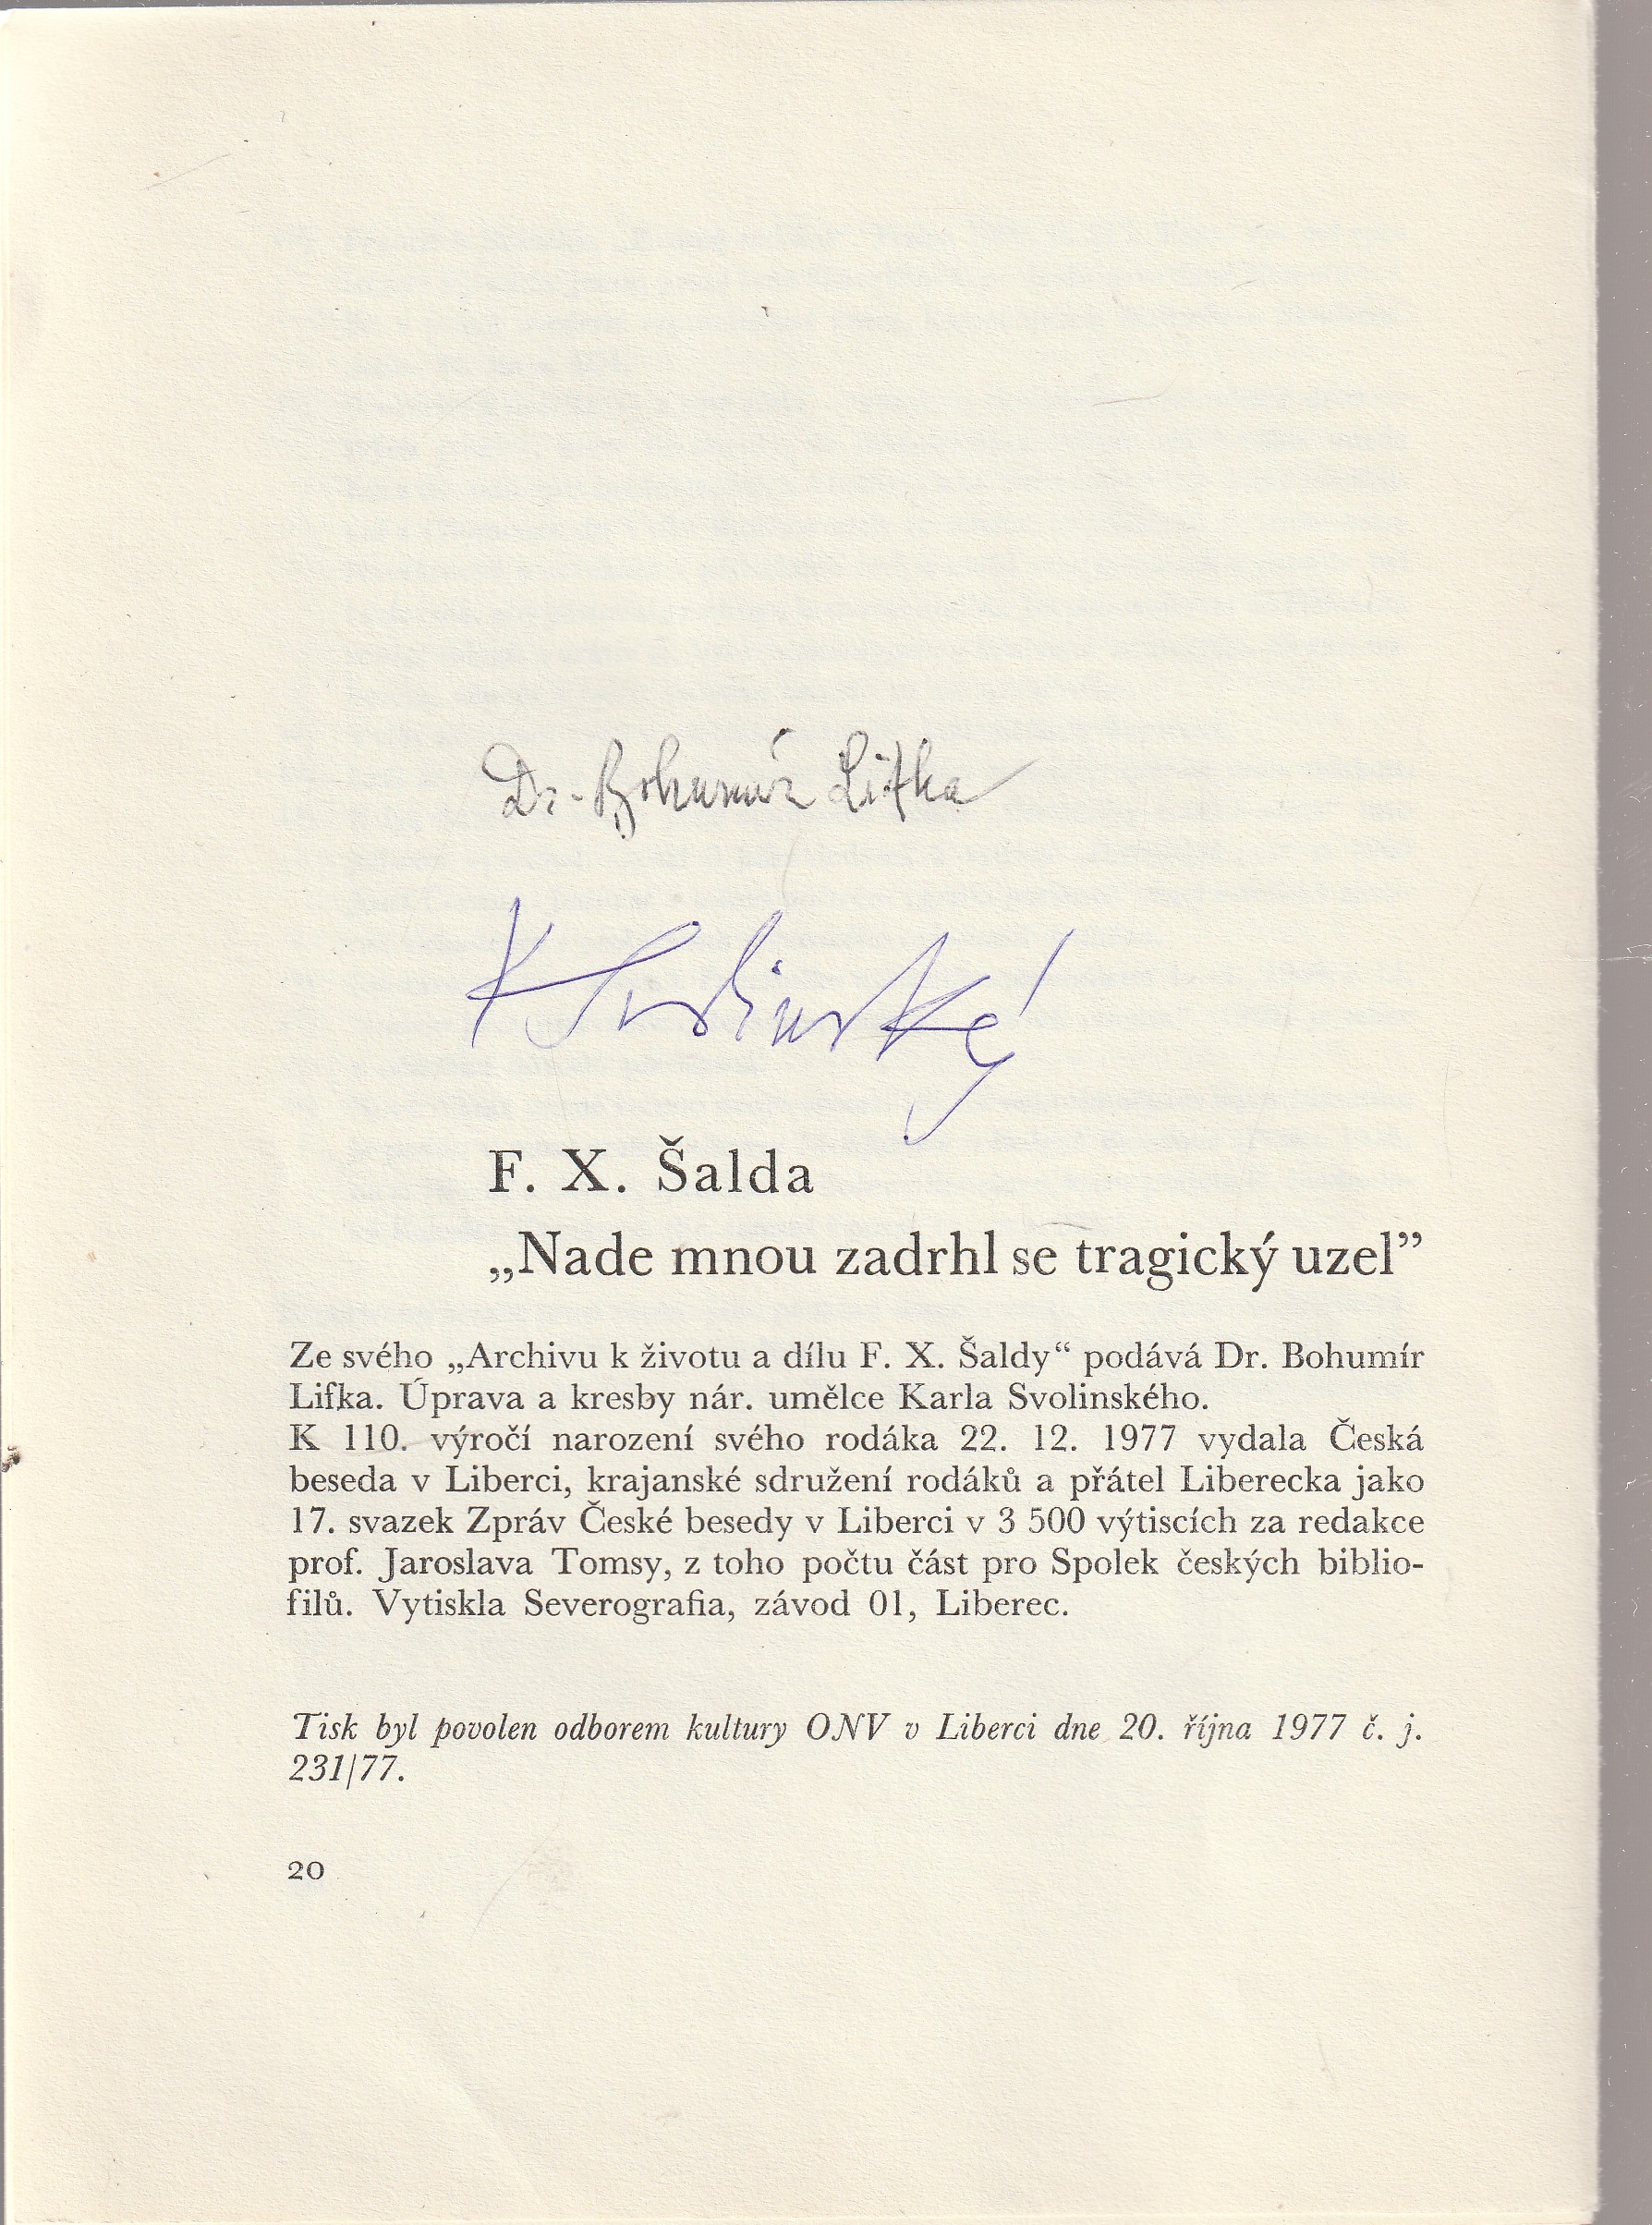 Dr. Bohumír Lifka
KSvolinský
F. X. Šalda
„Nade mnou zadrhl se tragický uzel”
Ze svého „Archivu k životu a dílu F. X. Šaldy“ podává Dr. Bohumír
Lifka. Úprava a kresby nár. umělce Karla Svolinského.
K 110. výročí narození svého rodáka 22. 12. 1977 vydala Česká
beseda v Liberci, krajanské sdružení rodáků a přátel Liberecka jako
17. svazek Zpráv České besedy v Liberci v 3 500 výtiscích za redakce
prof. Jaroslava Tomsy, z toho počtu část pro Spolek českých biblio-
filů. Vytiskla Severografia, závod 01, Liberec.
Tisk byl povolen odborem kultury ONV v Liberci dne 20. října 1977 č. j.
231/77.
20